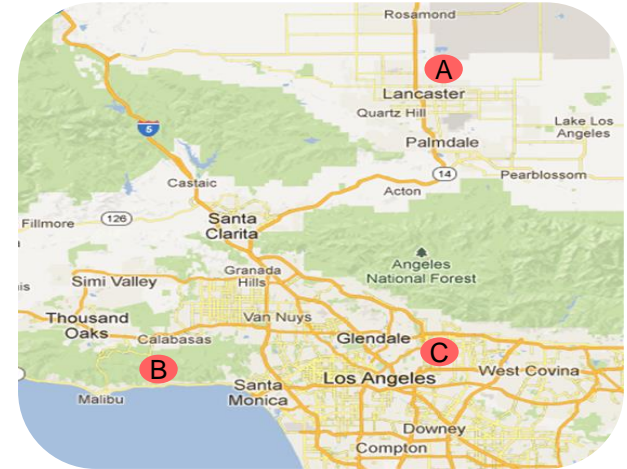 Rosamond
A
Lancaster
Quartz Hill
Lake Los
Angeles
5
Palmdale
14
Pearblossom
Castaic
Acton
126
Fillmore
Santa
Clarita
Angeles
National Forest
Granada
Hills
Simi Valley
is
Thousand
Oaks
Van Nuys
Calabasas
Glendale
C
B
Los Angeles
West Covina
Santa
Monica
Malibu
Downey
Compton